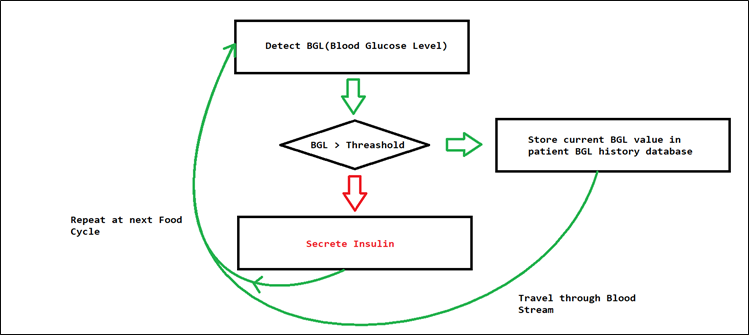 Detect BGL(Blood Glucose Level)
BGL > Threashold
Store current BGL value in
patient BGL history database
Secrete Insulin
Repeat at next Food
Cycle
Travel through Blood
Stream